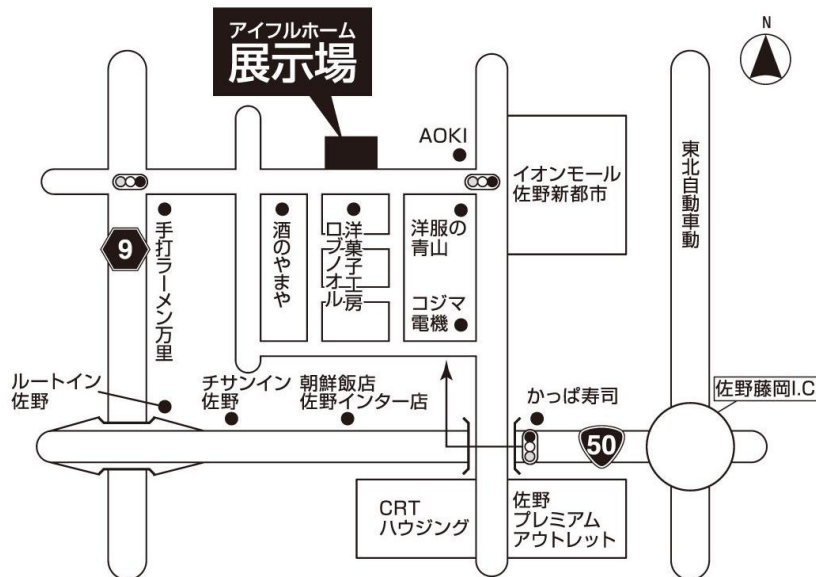 アイフルホーム
展示場
N
AOKI
イオンモール
佐野新都市
東北自動車動
9
手打ラーメン万里
酒のやまや
洋菓子工房
ロブノオル
洋服の
青山
コジマ
電機
ルートイン
佐野
チサンイン
佐野
朝鮮飯店
佐野インター店
かっぱ寿司
佐野藤岡I.C
50
CRT
ハウジング
佐野
プレミアム
アウトレット